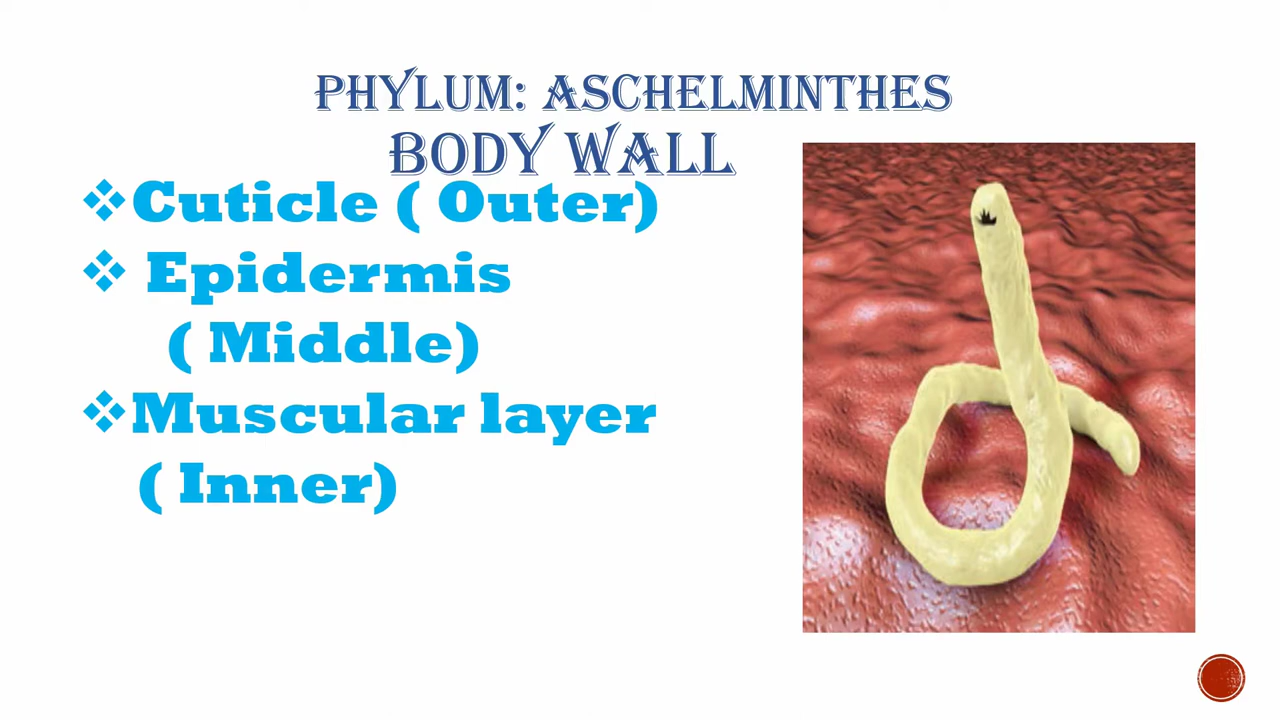 PHYLUM: ASCHELMINTHES
BODY WALL
❖Cuticle ( Outer)
❖ Epidermis
( Middle)
❖Muscular layer
( Inner)